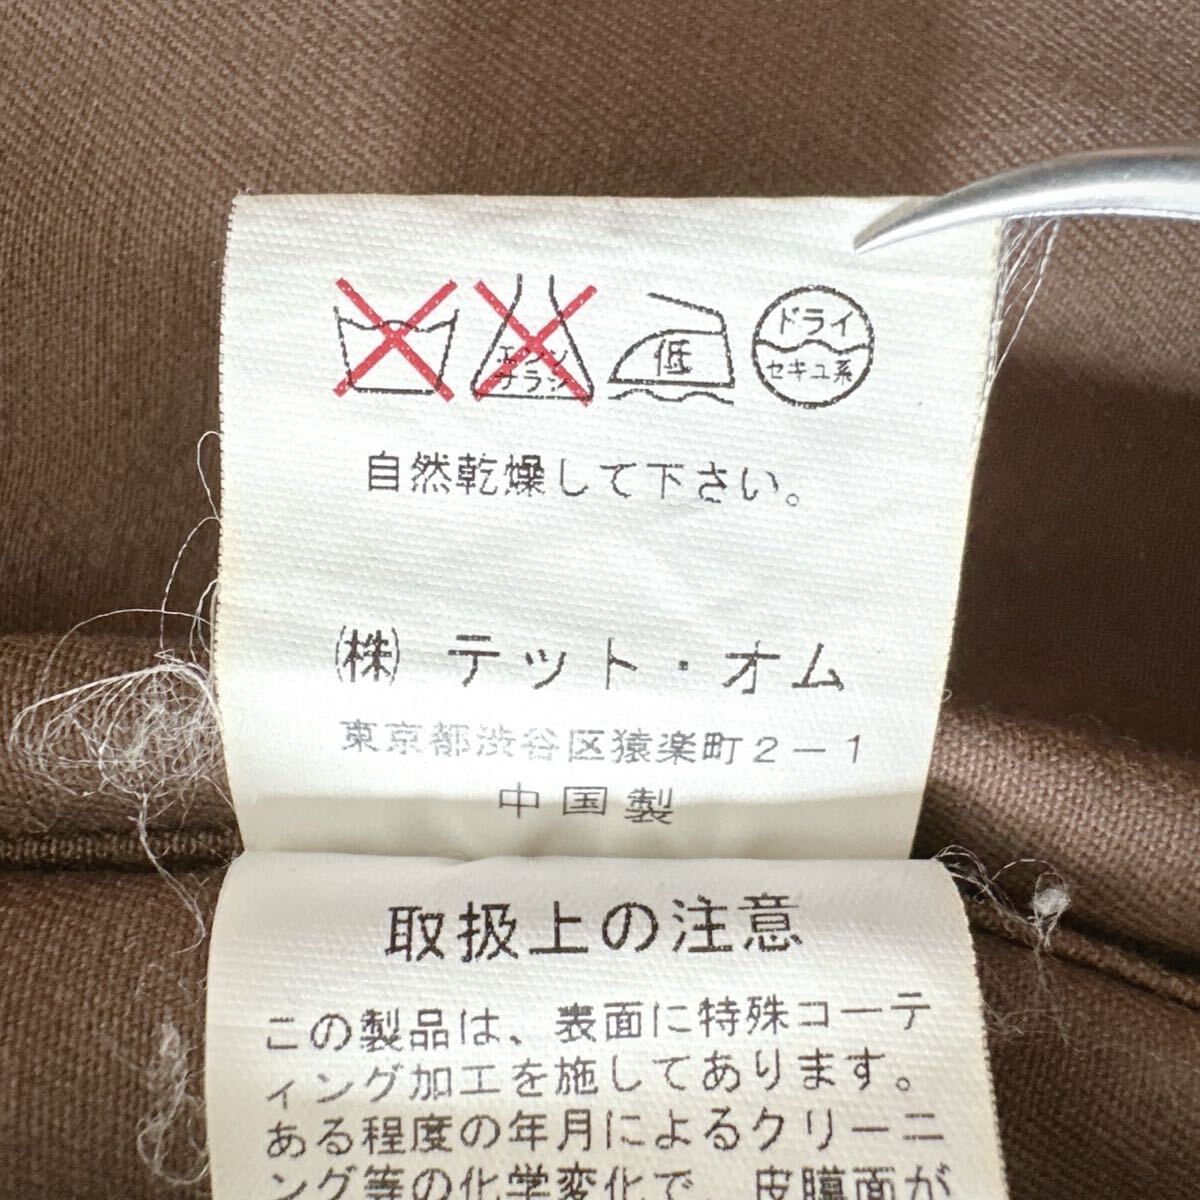 エンソ
サラシ
低
ドライ
セキユ系
自然乾燥して下さい。
㈱ テット・オム
東京都渋谷区猿楽町2-1
中国製
取扱上の注意
この製品は、表面に特殊コーテ
ィング加工を施してあります。
ある程度の年月によるクリーニ
ング等の化学変化で、皮膜面が